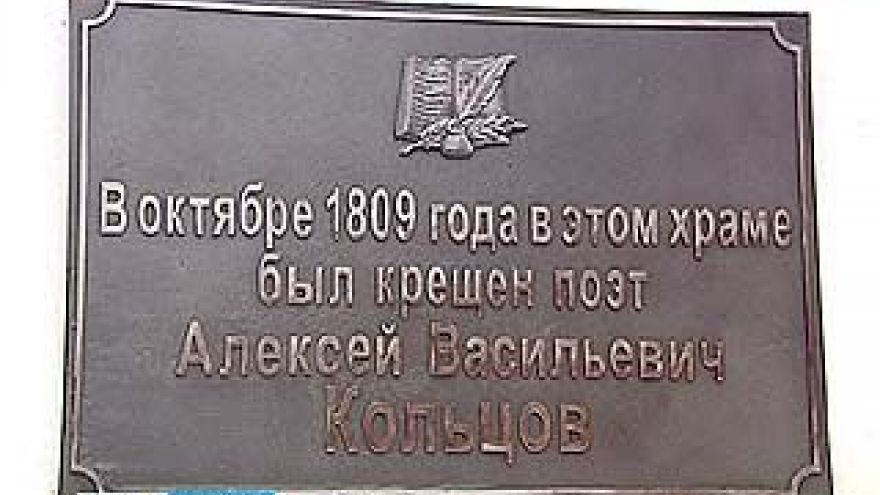 В октябре 1809 года в этом храме
был крещен поэт
Алексей Васильевич
Кольцов